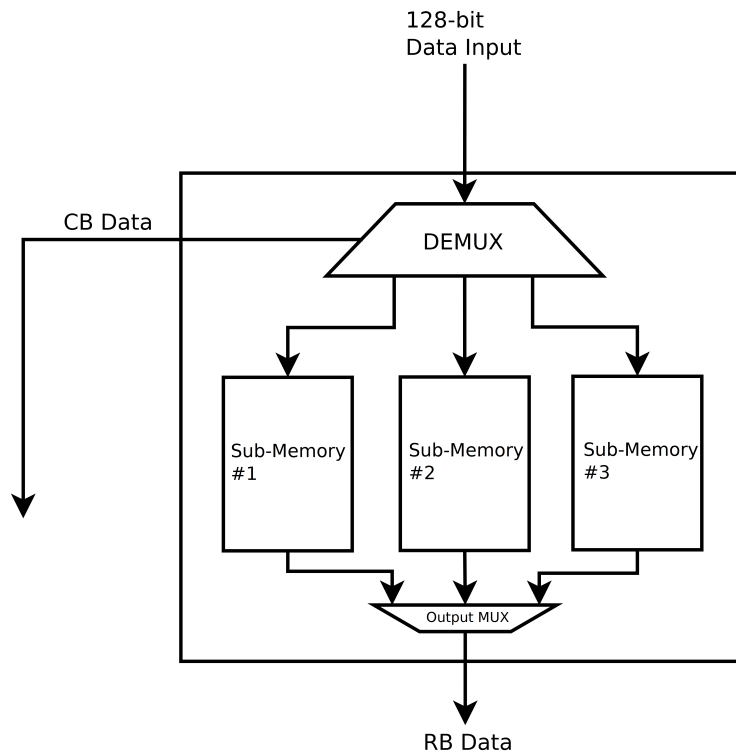 128-bit
Data Input
CB Data
DEMUX
Sub-Memory
#1
Sub-Memory
#2
Sub-Memory
#3
Output MUX
RB Data